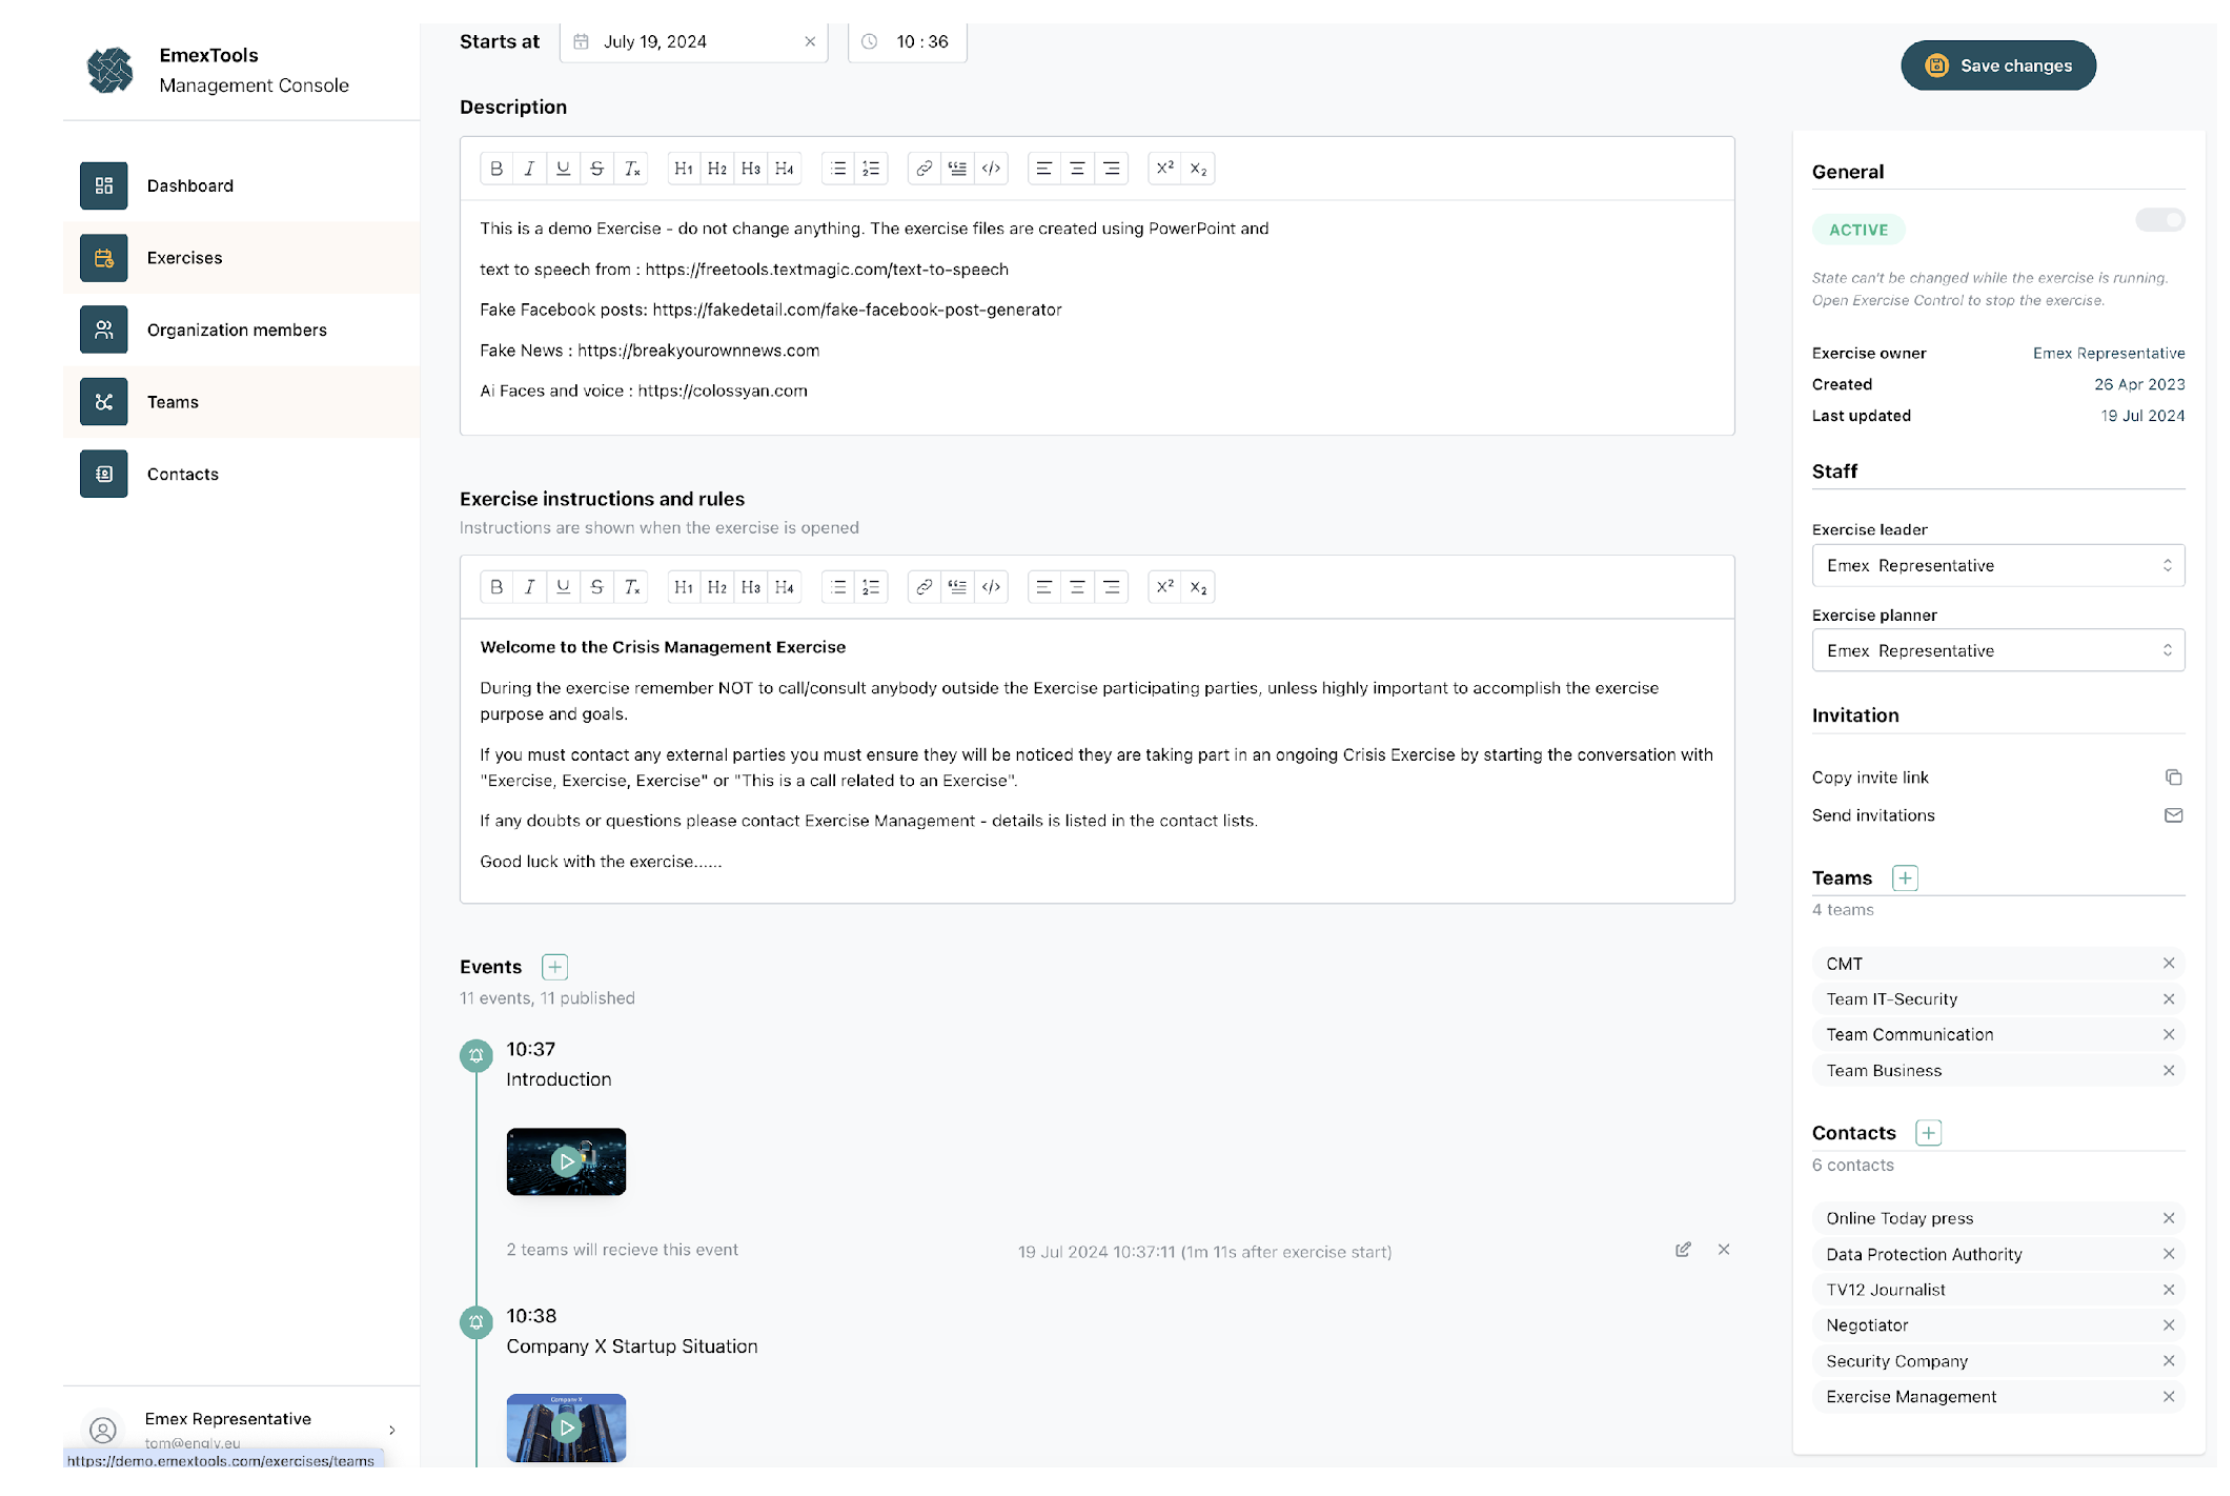 EmexTools
Management Console
Dashboard
Exercises
Organization members
Teams
Contacts
Emex Representative
tom@engly.eu
https://demo.emextools.com/exercises/teams
Starts at
July 19, 2024
10 : 36
Save changes
Description
B I U S Tx H1 H2 H3 H4 X² X₂
This is a demo Exercise - do not change anything. The exercise files are created using PowerPoint and
text to speech from : https://freetools.textmagic.com/text-to-speech
Fake Facebook posts: https://fakedetail.com/fake-facebook-post-generator
Fake News : https://breakyourownnews.com
Ai Faces and voice : https://colossyan.com
Exercise instructions and rules
Instructions are shown when the exercise is opened
B I U S Tx H1 H2 H3 H4 X² X₂
Welcome to the Crisis Management Exercise
During the exercise remember NOT to call/consult anybody outside the Exercise participating parties, unless highly important to accomplish the exercise
purpose and goals.
If you must contact any external parties you must ensure they will be noticed they are taking part in an ongoing Crisis Exercise by starting the conversation with
"Exercise, Exercise, Exercise" or "This is a call related to an Exercise".
If any doubts or questions please contact Exercise Management - details is listed in the contact lists.
Good luck with the exercise......
Events
11 events, 11 published
10:37
Introduction
2 teams will recieve this event
19 Jul 2024 10:37:11 (1m 11s after exercise start)
10:38
Company X Startup Situation
Company X
General
ACTIVE
State can't be changed while the exercise is running.
Open Exercise Control to stop the exercise.
Exercise owner Emex Representative
Created 26 Apr 2023
Last updated 19 Jul 2024
Staff
Exercise leader
Emex Representative
Exercise planner
Emex Representative
Invitation
Copy invite link
Send invitations
Teams
4 teams
CMT
Team IT-Security
Team Communication
Team Business
Contacts
6 contacts
Online Today press
Data Protection Authority
TV12 Journalist
Negotiator
Security Company
Exercise Management